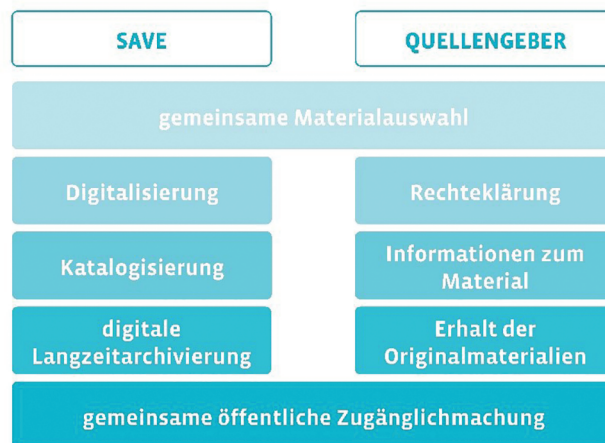 SAVE
QUELLENGEBER
gemeinsame Materialauswahl
Digitalisierung
Rechteklärung
Katalogisierung
Informationen zum
Material
digitale
Langzeitarchivierung
Erhalt der
Originalmaterialien
gemeinsame öffentliche Zugänglichmachung